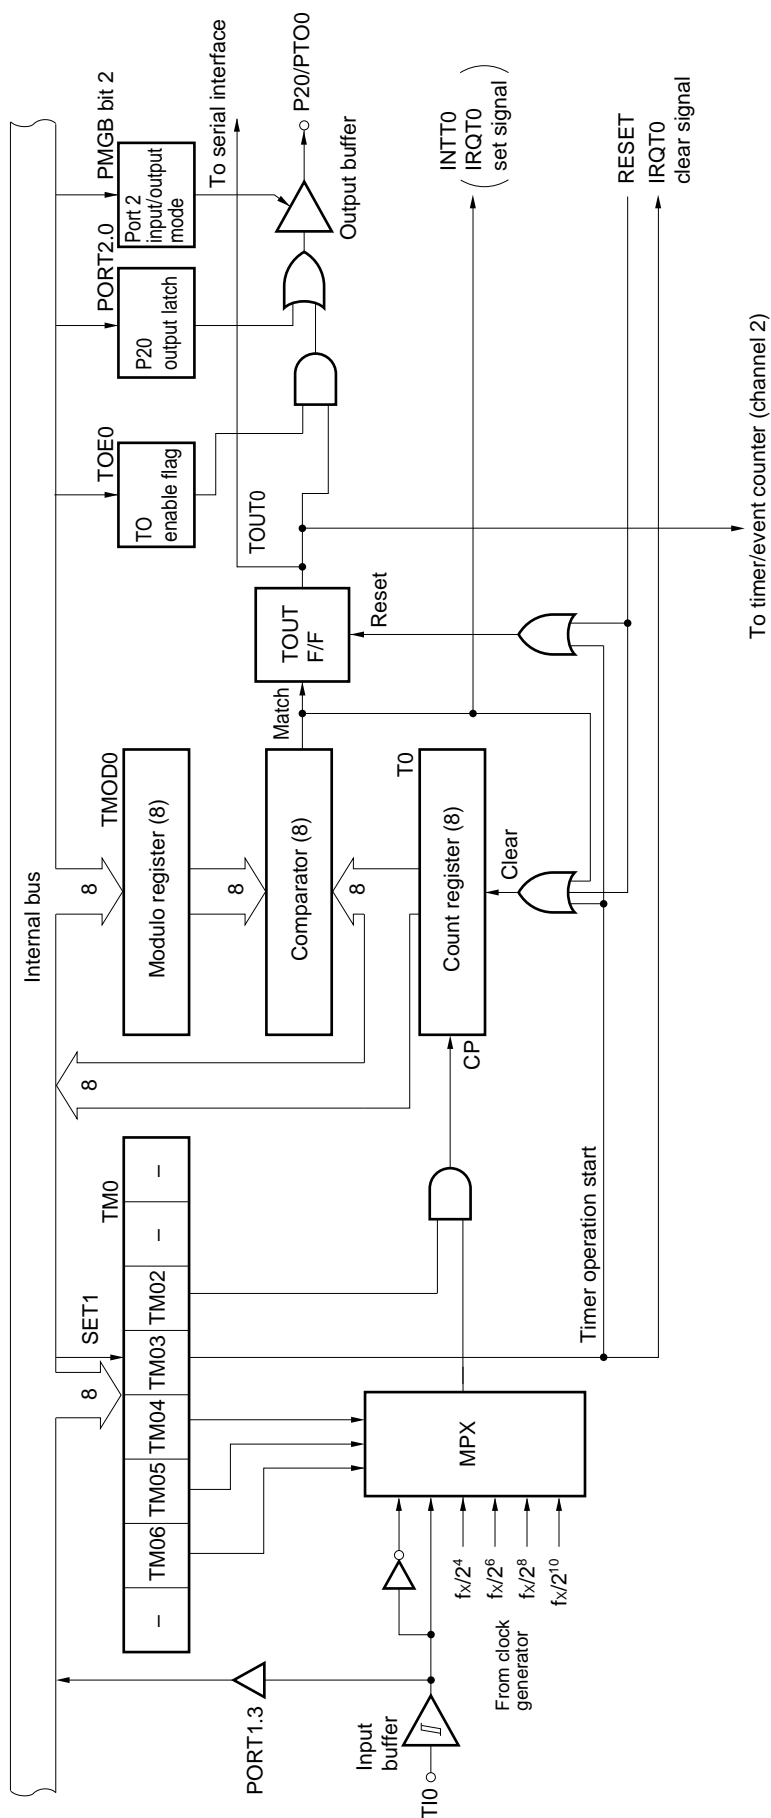 Internal bus
PORT1.3
Input
buffer
TI0
8
SET1
TM0
–
TM06
TM05
TM04
TM03
TM02
–
–
MPX
fX/2⁴
fX/2⁶
fX/2⁸
fX/2¹⁰
From clock
generator
Timer operation start
8
8
TMOD0
Modulo register (8)
8
Comparator (8)
8
T0
Count register (8)
CP
Clear
Match
TOUT
F/F
Reset
TOUT0
TOE0
TO
enable flag
PORT2.0
P20
output latch
PMGB bit 2
Port 2
input/output
mode
To serial interface
P20/PTO0
Output buffer
INTT0
IRQT0
set signal
RESET
IRQT0
clear signal
To timer/event counter (channel 2)